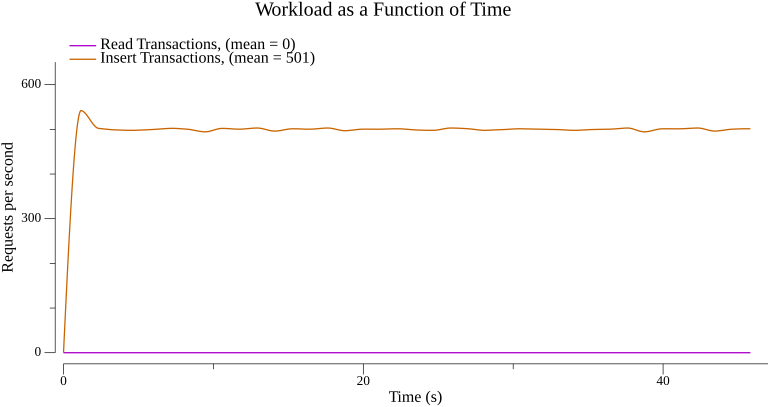 Workload as a Function of Time
Read Transactions, (mean = 0)
Insert Transactions, (mean = 501)
600
300
0
Requests per second
0
20
40
Time (s)